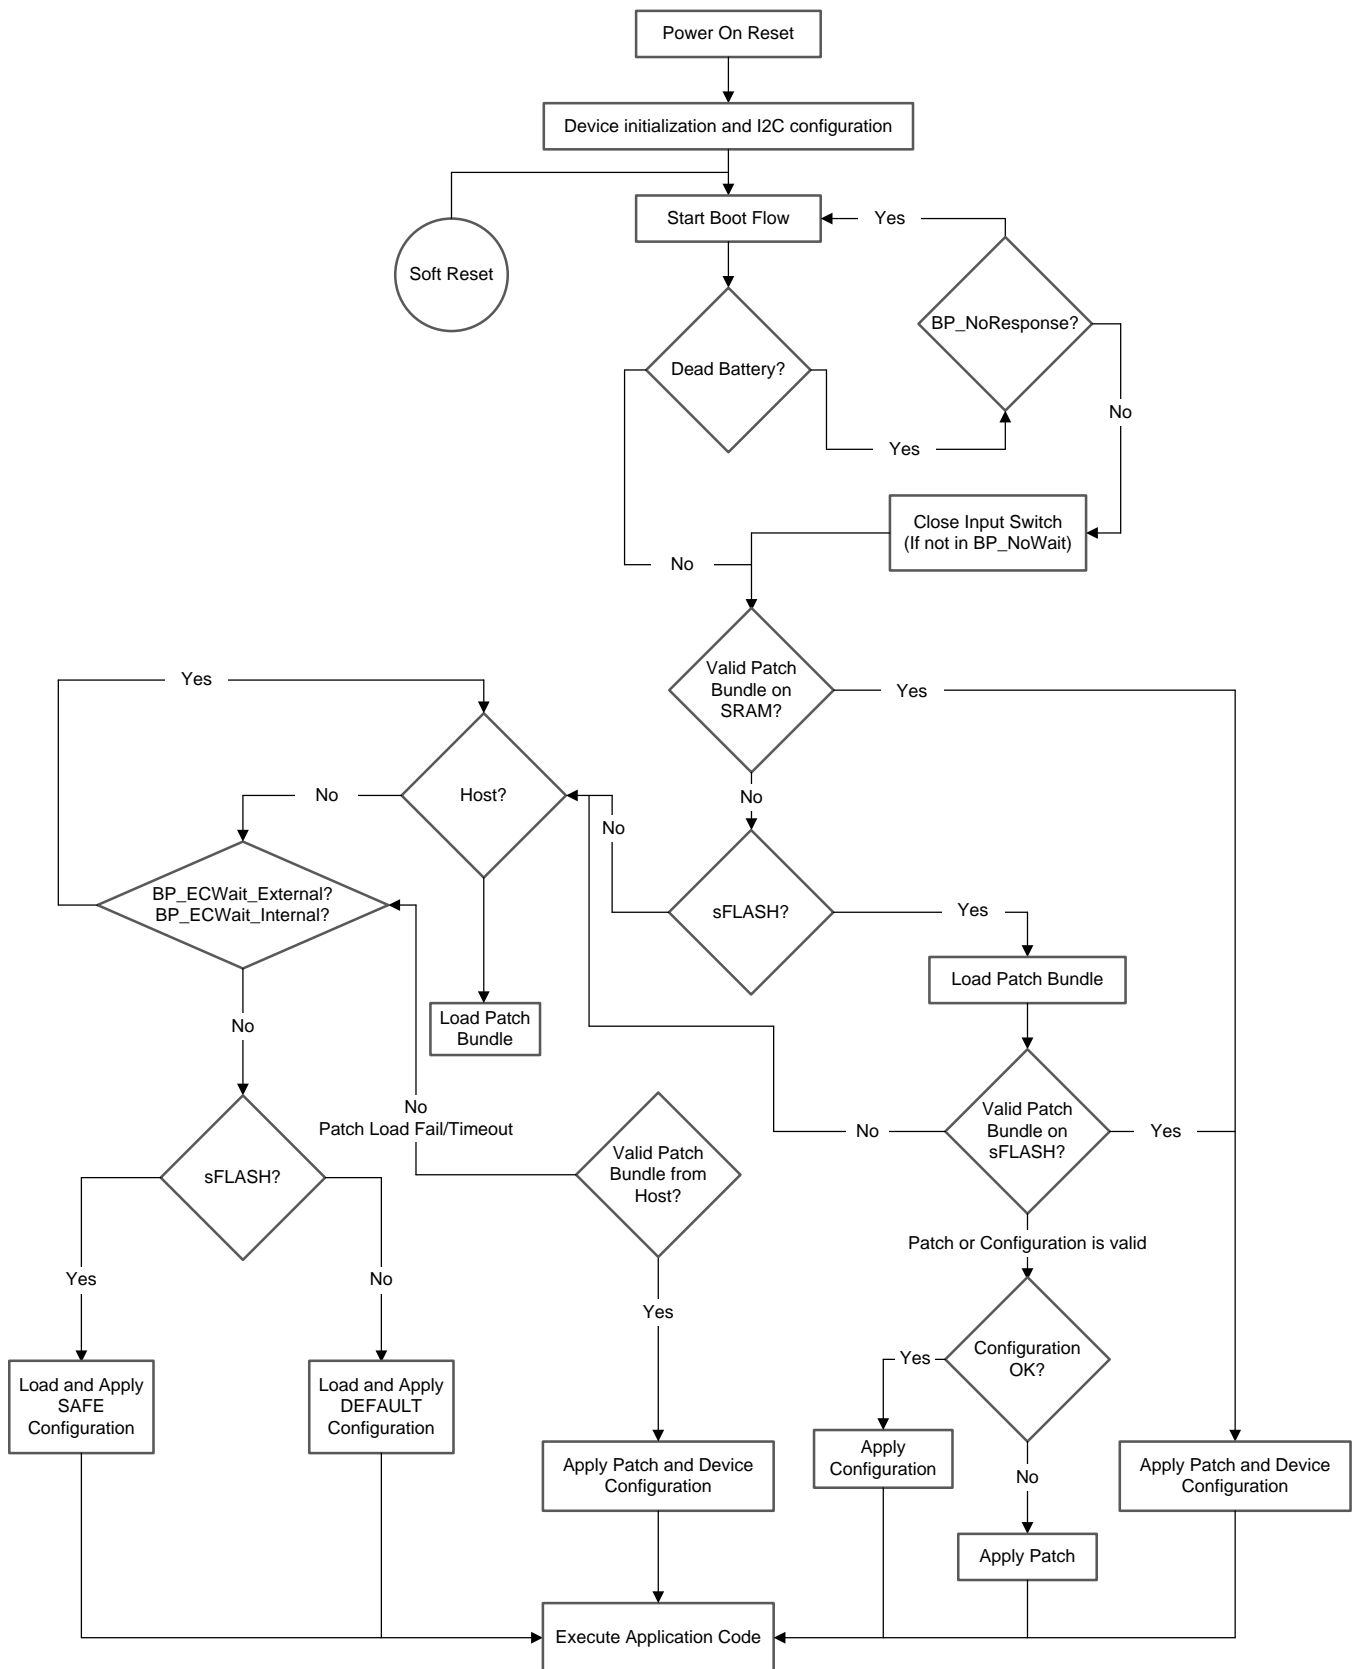 Power On Reset
Device initialization and I2C configuration
Start Boot Flow
Yes
Soft Reset
BP_NoResponse?
Dead Battery?
No
Yes
Close Input Switch
(If not in BP_NoWait)
No
Valid Patch
Bundle on
SRAM?
Yes
Yes
Host?
No
No
No
BP_ECWait_External?
BP_ECWait_Internal?
sFLASH?
Yes
Load Patch Bundle
Load Patch
Bundle
No
No
Patch Load Fail/Timeout
Valid Patch
Bundle from
Host?
No
Valid Patch
Bundle on
sFLASH?
Yes
sFLASH?
Patch or Configuration is valid
Yes
No
Yes
Configuration
OK?
Yes
Load and Apply
SAFE
Configuration
Load and Apply
DEFAULT
Configuration
Apply Patch and Device
Configuration
Apply
Configuration
No
Apply Patch and Device
Configuration
Apply Patch
Execute Application Code